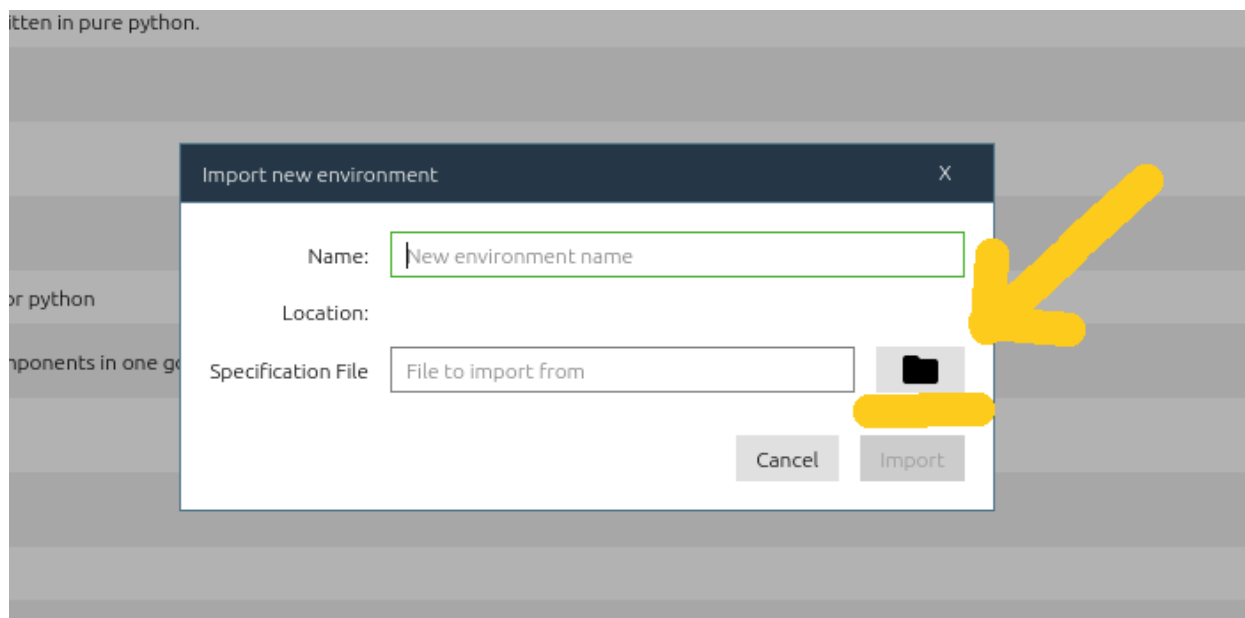 itten in pure python.
Import new environment X
Name: New environment name
Location:
or python
Specification File File to import from
mponents in one go
Cancel Import